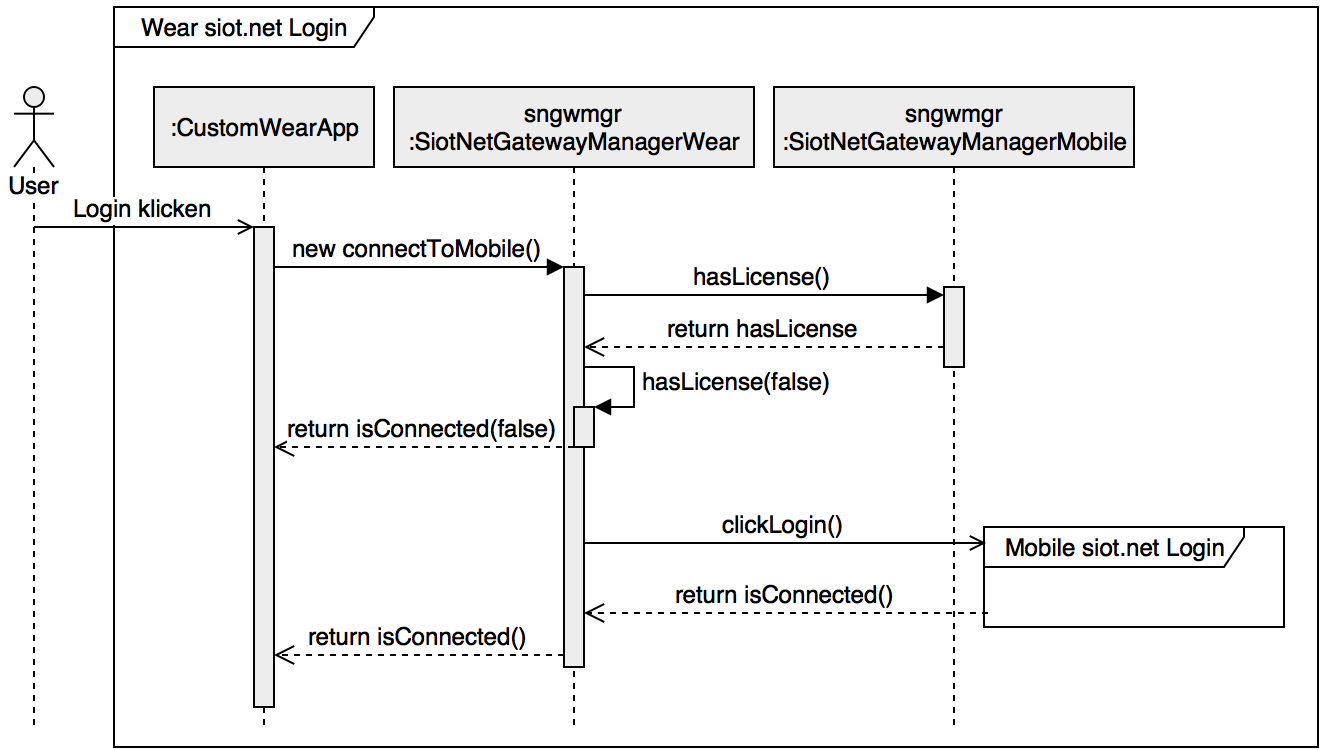 Wear siot.net Login
:CustomWearApp
sngwmgr
:SiotNetGatewayManagerWear
sngwmgr
:SiotNetGatewayManagerMobile
User
Login klicken
new connectToMobile()
hasLicense()
return hasLicense
hasLicense(false)
return isConnected(false)
clickLogin()
Mobile siot.net Login
return isConnected()
return isConnected()